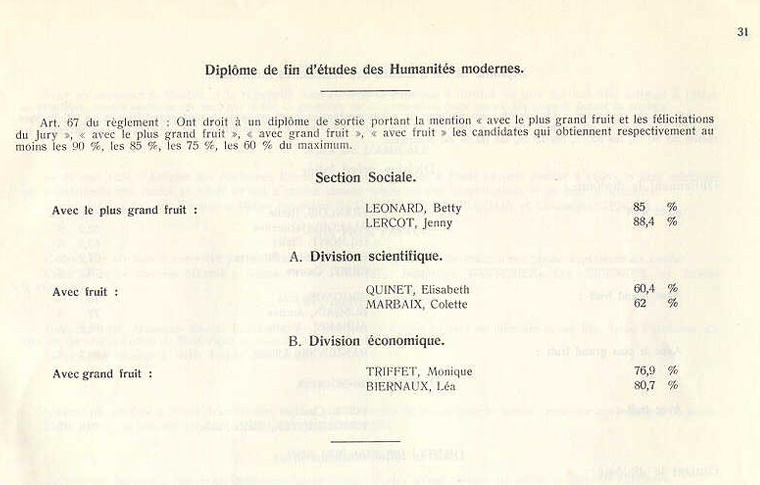 31
Diplôme de fin d'études des Humanités modernes.
Art. 67 du règlement : Ont droit à un diplôme de sortie portant la mention « avec le plus grand fruit et les félicitations
du Jury », « avec le plus grand fruit », « avec grand fruit », « avec fruit » les candidates qui obtiennent respectivement au
moins les 90 %, les 85 %, les 75 %, les 60 % du maximum.
Section Sociale.
Avec le plus grand fruit : LEONARD, Betty 85 %
LERCOT, Jenny 88,4 %
A. Division scientifique.
Avec fruit : QUINET, Elisabeth 60,4 %
MARBAIX, Colette 62 %
B. Division économique.
Avec grand fruit : TRIFFET, Monique 76,9 %
BIERNAUX, Léa 80,7 %